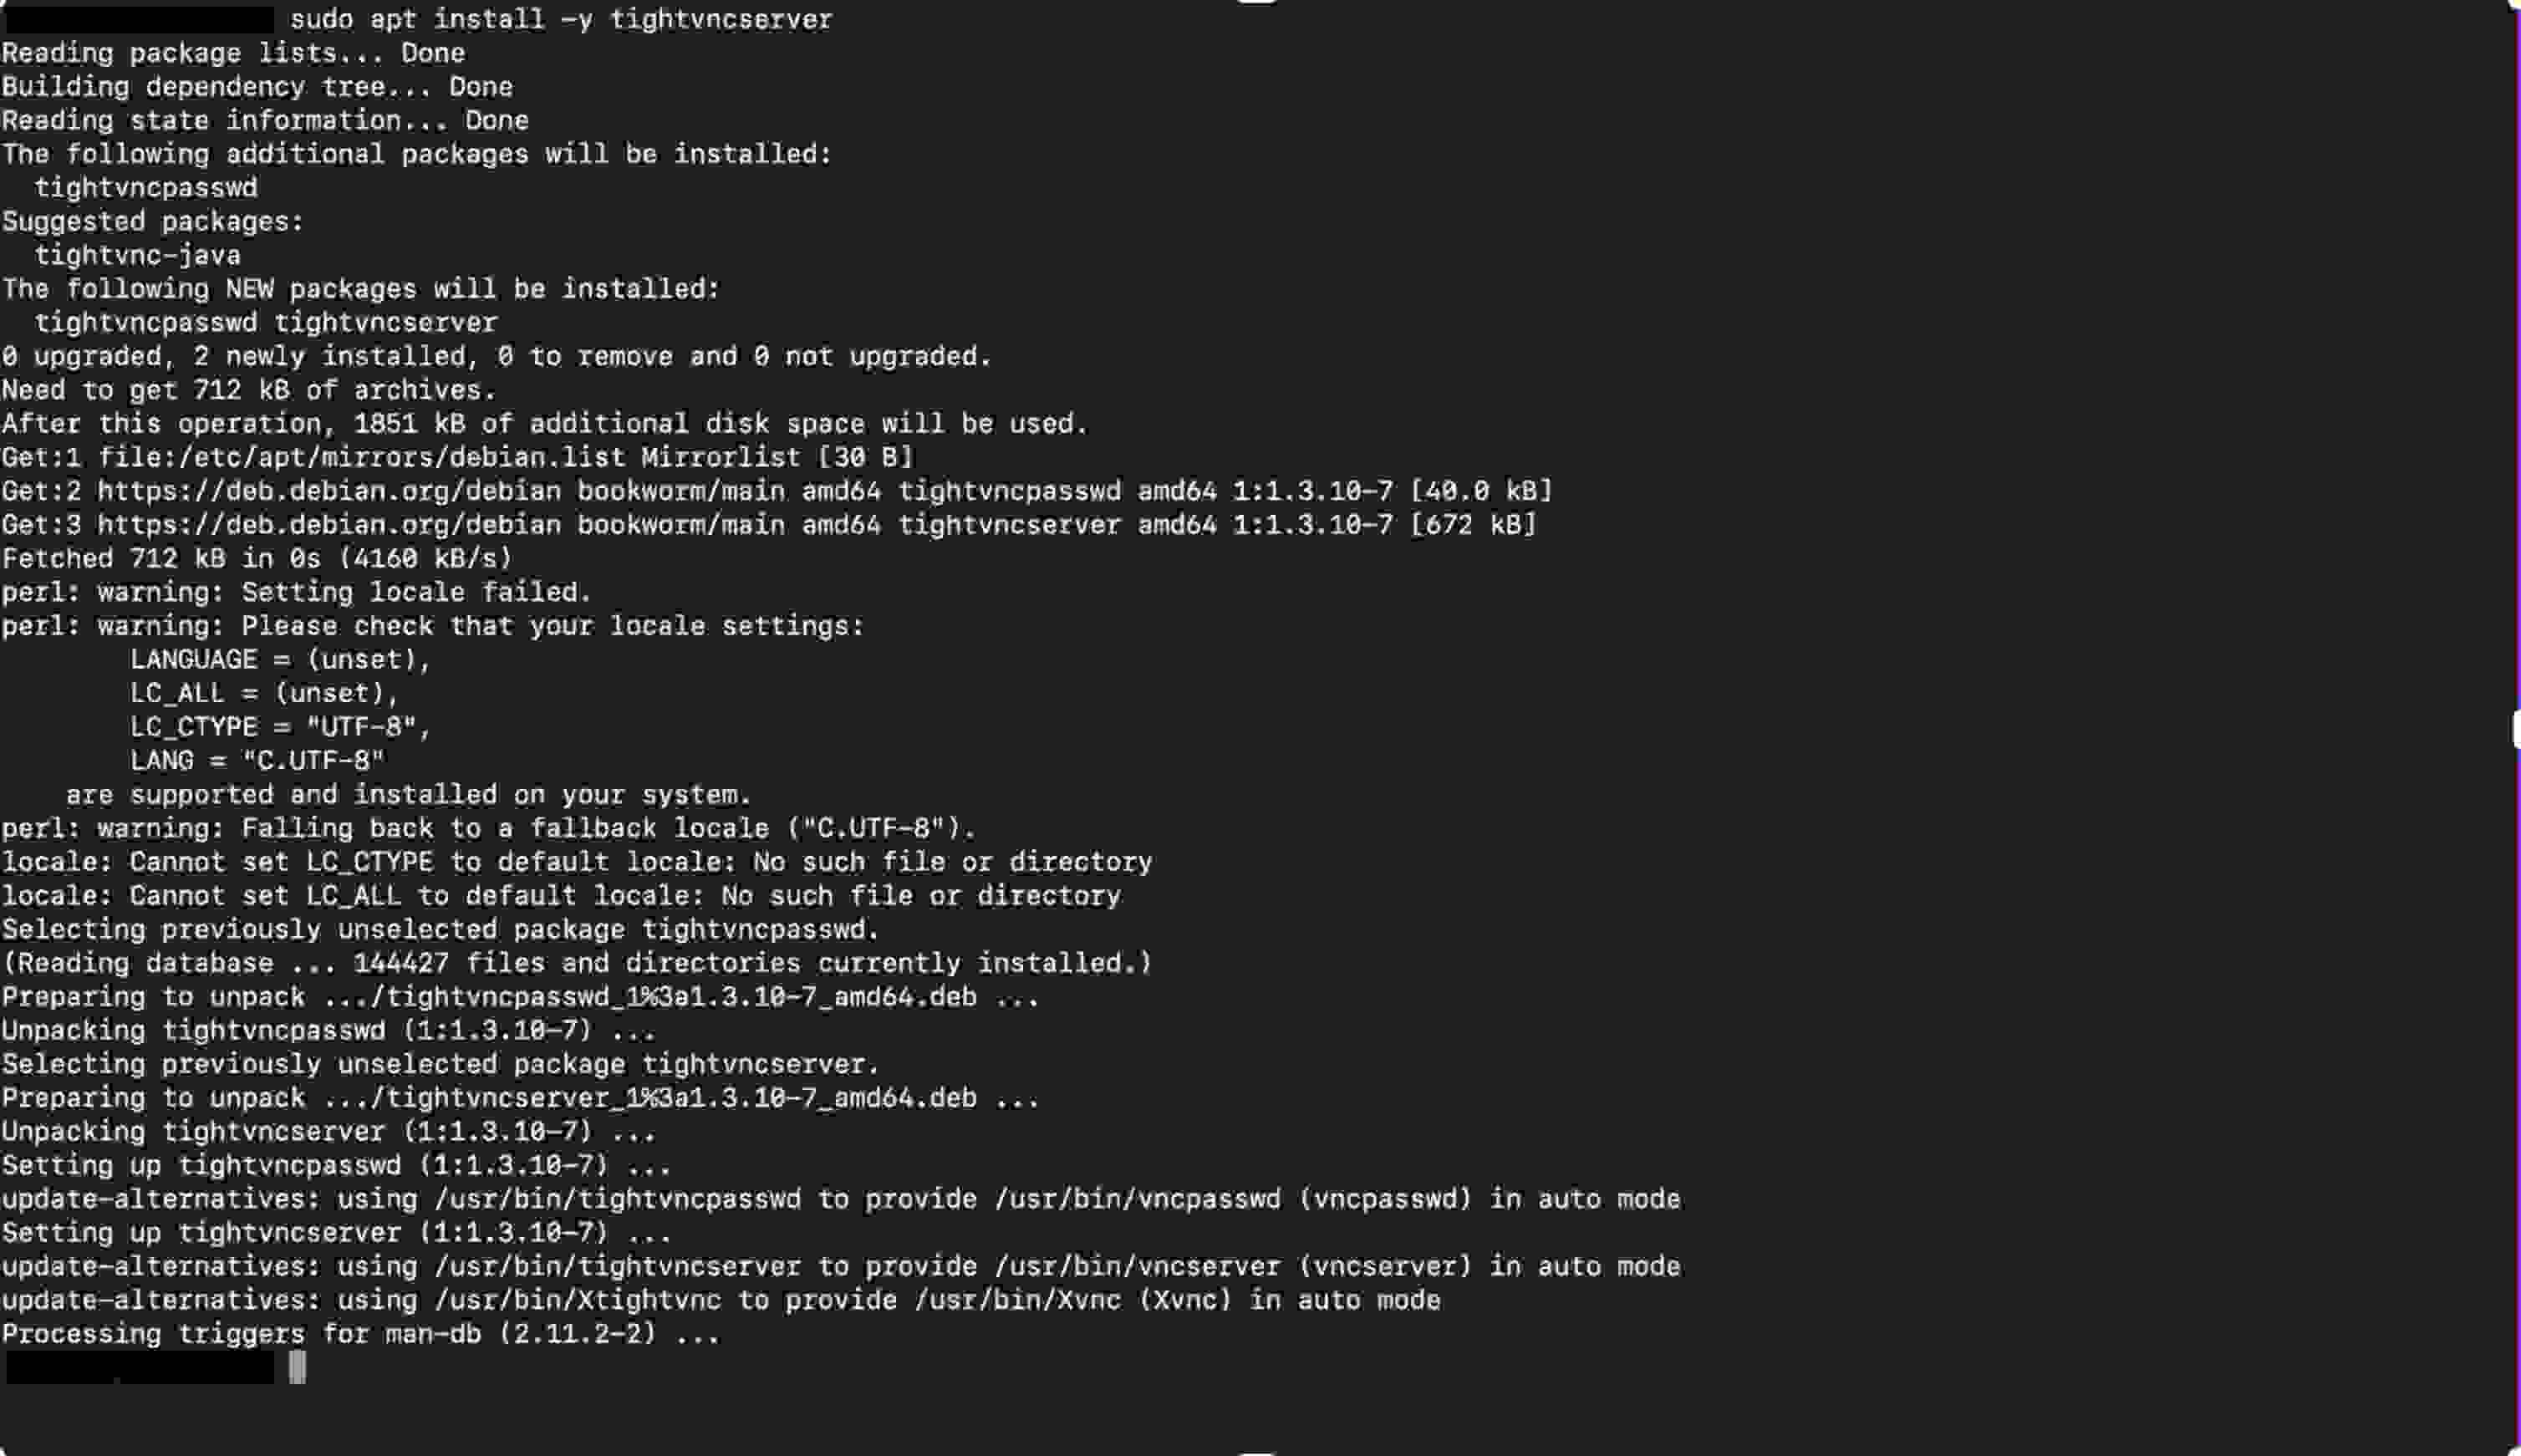 sudo apt install -y tightvncserver
Reading package lists... Done
Building dependency tree... Done
Reading state information... Done
The following additional packages will be installed:
  tightvncpasswd
Suggested packages:
  tightvnc-java
The following NEW packages will be installed:
  tightvncpasswd tightvncserver
0 upgraded, 2 newly installed, 0 to remove and 0 not upgraded.
Need to get 712 kB of archives.
After this operation, 1851 kB of additional disk space will be used.
Get:1 file:/etc/apt/mirrors/debian.list Mirrorlist [30 B]
Get:2 https://deb.debian.org/debian bookworm/main amd64 tightvncpasswd amd64 1:1.3.10-7 [40.0 kB]
Get:3 https://deb.debian.org/debian bookworm/main amd64 tightvncserver amd64 1:1.3.10-7 [672 kB]
Fetched 712 kB in 0s (4160 kB/s)
perl: warning: Setting locale failed.
perl: warning: Please check that your locale settings:
        LANGUAGE = (unset),
        LC_ALL = (unset),
        LC_CTYPE = "UTF-8",
        LANG = "C.UTF-8"
    are supported and installed on your system.
perl: warning: Falling back to a fallback locale ("C.UTF-8").
locale: Cannot set LC_CTYPE to default locale: No such file or directory
locale: Cannot set LC_ALL to default locale: No such file or directory
Selecting previously unselected package tightvncpasswd.
(Reading database ... 144427 files and directories currently installed.)
Preparing to unpack .../tightvncpasswd_1%3a1.3.10-7_amd64.deb ...
Unpacking tightvncpasswd (1:1.3.10-7) ...
Selecting previously unselected package tightvncserver.
Preparing to unpack .../tightvncserver_1%3a1.3.10-7_amd64.deb ...
Unpacking tightvncserver (1:1.3.10-7) ...
Setting up tightvncpasswd (1:1.3.10-7) ...
update-alternatives: using /usr/bin/tightvncpasswd to provide /usr/bin/vncpasswd (vncpasswd) in auto mode
Setting up tightvncserver (1:1.3.10-7) ...
update-alternatives: using /usr/bin/tightvncserver to provide /usr/bin/vncserver (vncserver) in auto mode
update-alternatives: using /usr/bin/Xtightvnc to provide /usr/bin/Xvnc (Xvnc) in auto mode
Processing triggers for man-db (2.11.2-2) ...